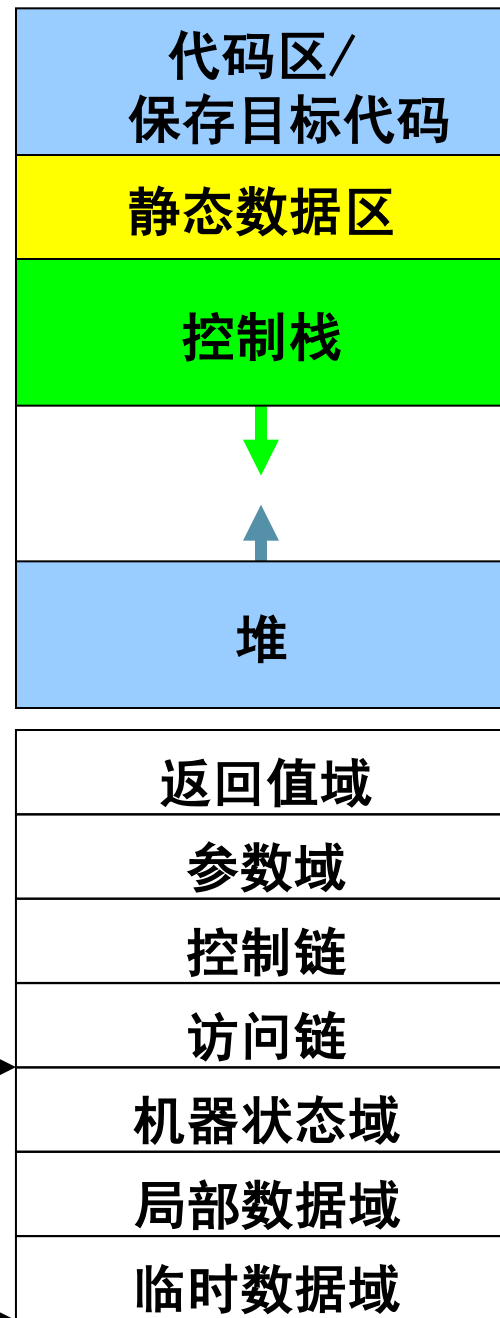 代码区/
保存目标代码
静态数据区
控制栈
堆
返回值域
参数域
控制链
访问链
机器状态域
局部数据域
临时数据域